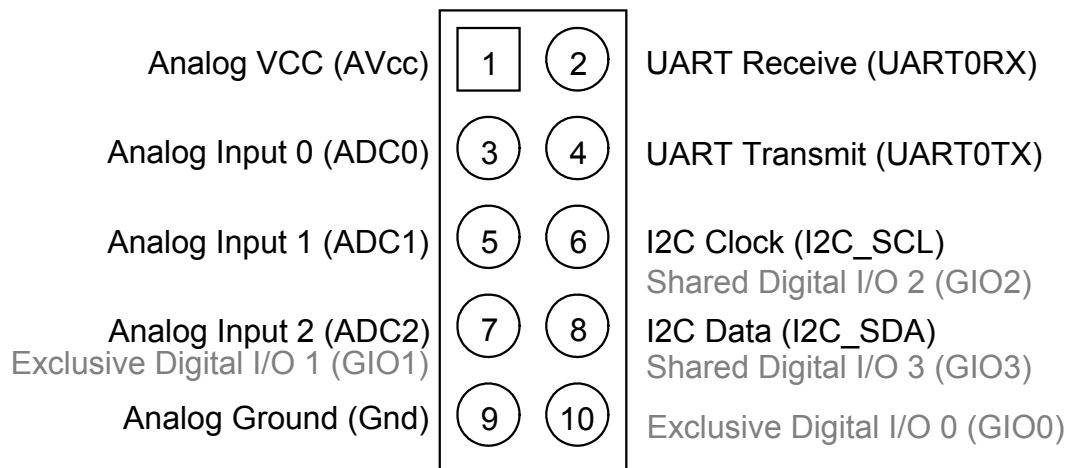 Analog VCC (AVcc) 1 2 UART Receive (UART0RX)
Analog Input 0 (ADC0) 3 4 UART Transmit (UART0TX)
Analog Input 1 (ADC1) 5 6 I2C Clock (I2C_SCL)
Shared Digital I/O 2 (GIO2)
Analog Input 2 (ADC2) 7 8 I2C Data (I2C_SDA)
Exclusive Digital I/O 1 (GIO1) Shared Digital I/O 3 (GIO3)
Analog Ground (Gnd) 9 10 Exclusive Digital I/O 0 (GIO0)